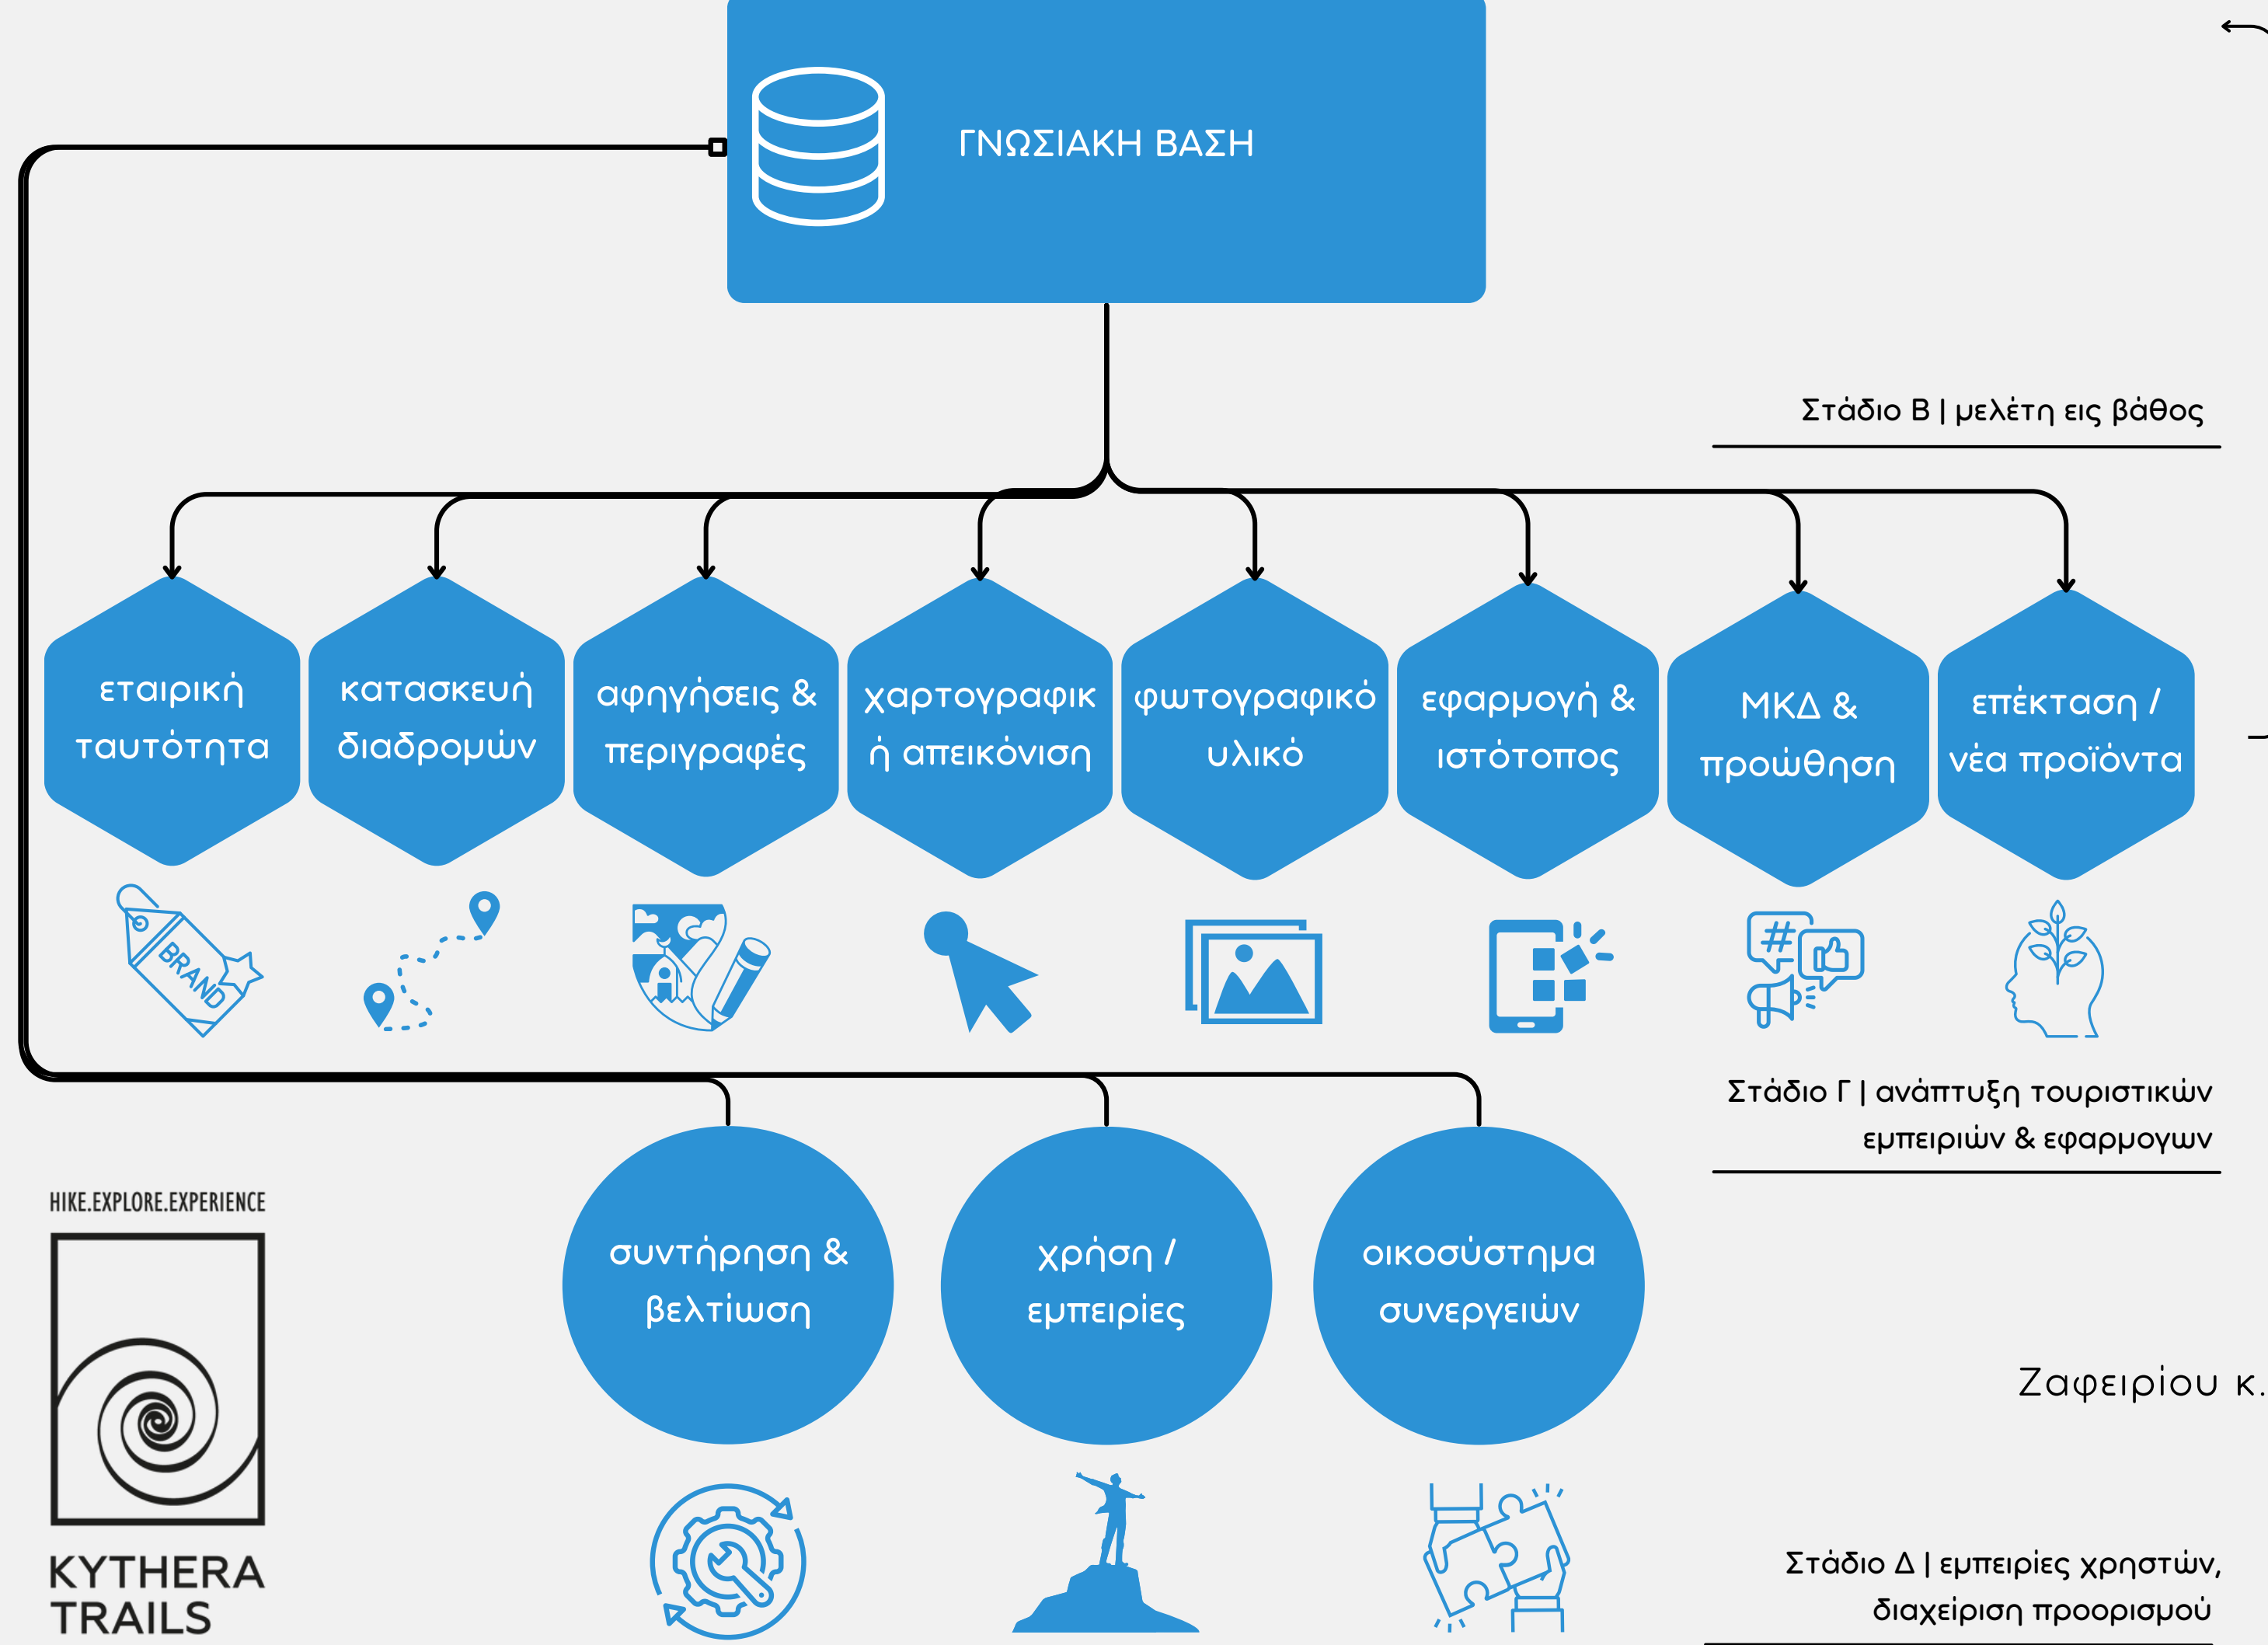 ΓΝΩΣΙΑΚΗ ΒΑΣΗ
Στάδιο Β | μελέτη εις βάθος
εταιρική
ταυτότητα
κατασκευή
διαδρομών
αφηγήσεις &
περιγραφές
χαρτογραφικ
ή απεικόνιση
φωτογραφικό
υλικό
εφαρμογή &
ιστότοπος
ΜΚΔ &
προώθηση
επέκταση /
νέα προϊόντα
BRAND
#
Στάδιο Γ | ανάπτυξη τουριστικών
εμπειριών & εφαρμογων
συντήρηση &
βελτίωση
χρήση /
εμπειρίες
οικοσύστημα
συνεργειών
HIKE.EXPLORE.EXPERIENCE
KYTHERA
TRAILS
Ζαφειρίου κ.
Στάδιο Δ | εμπειρίες χρηστών,
διαχείριση προορισμού